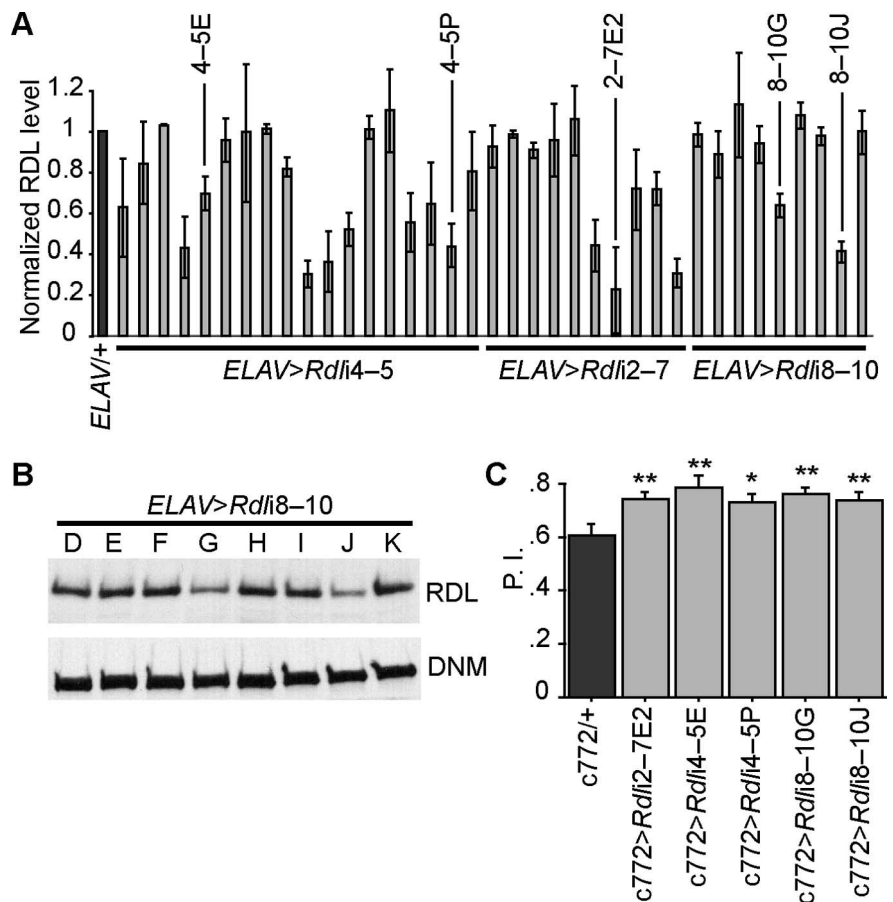 A
4–5E
4–5P
2–7E2
8–10G
8–10J
Normalized RDL level
1.2
1
0.8
0.6
0.4
0.2
0
ELAV/+
ELAV>Rdli4–5
ELAV>Rdli2–7
ELAV>Rdli8–10
B
ELAV>Rdli8–10
D E F G H I J K
RDL
DNM
C
P. I.
.8
.6
.4
.2
0
** ** * ** **
c772/+
c772>Rdli2–7E2
c772>Rdli4–5E
c772>Rdli4–5P
c772>Rdli8–10G
c772>Rdli8–10J